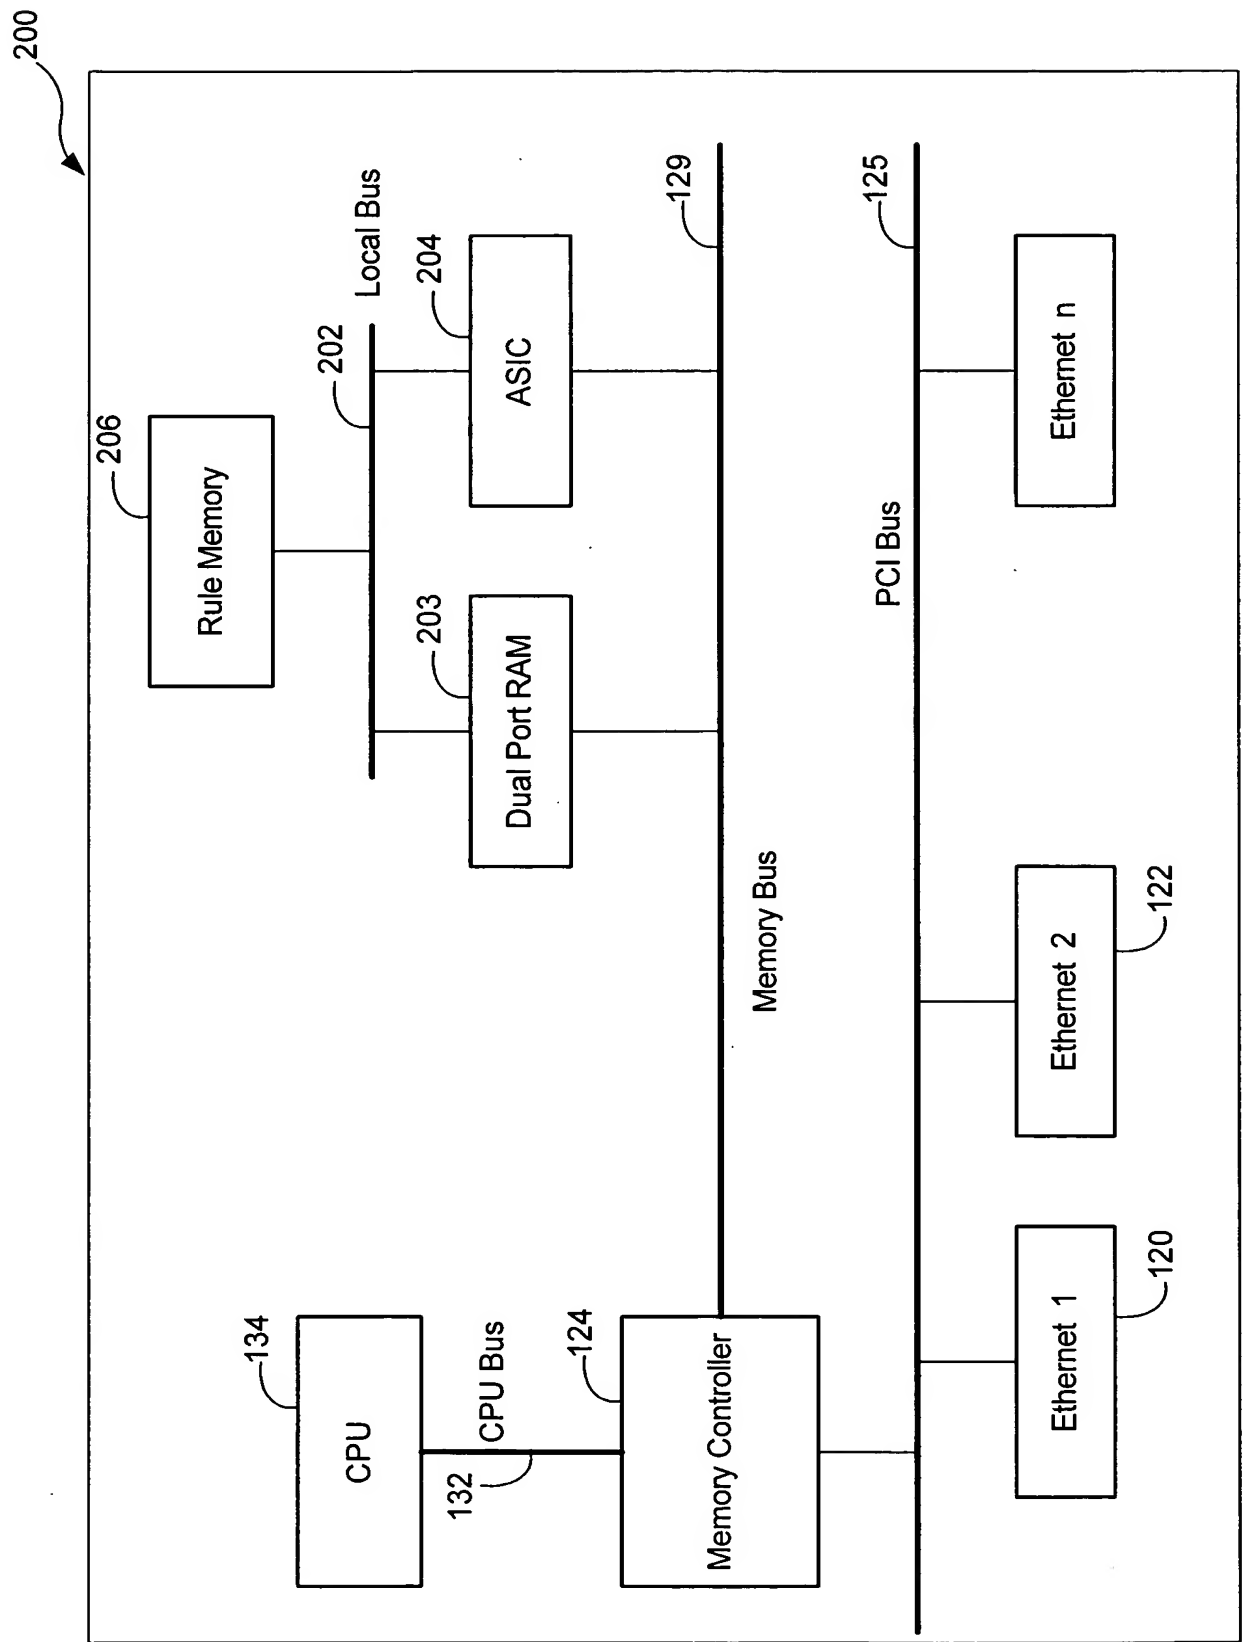 200
206
Rule Memory
Local Bus
202
204
ASIC
203
Dual Port RAM
134
CPU
CPU Bus
132
124
Memory Controller
129
Memory Bus
125
PCI Bus
Ethernet 1
120
Ethernet 2
122
Ethernet n